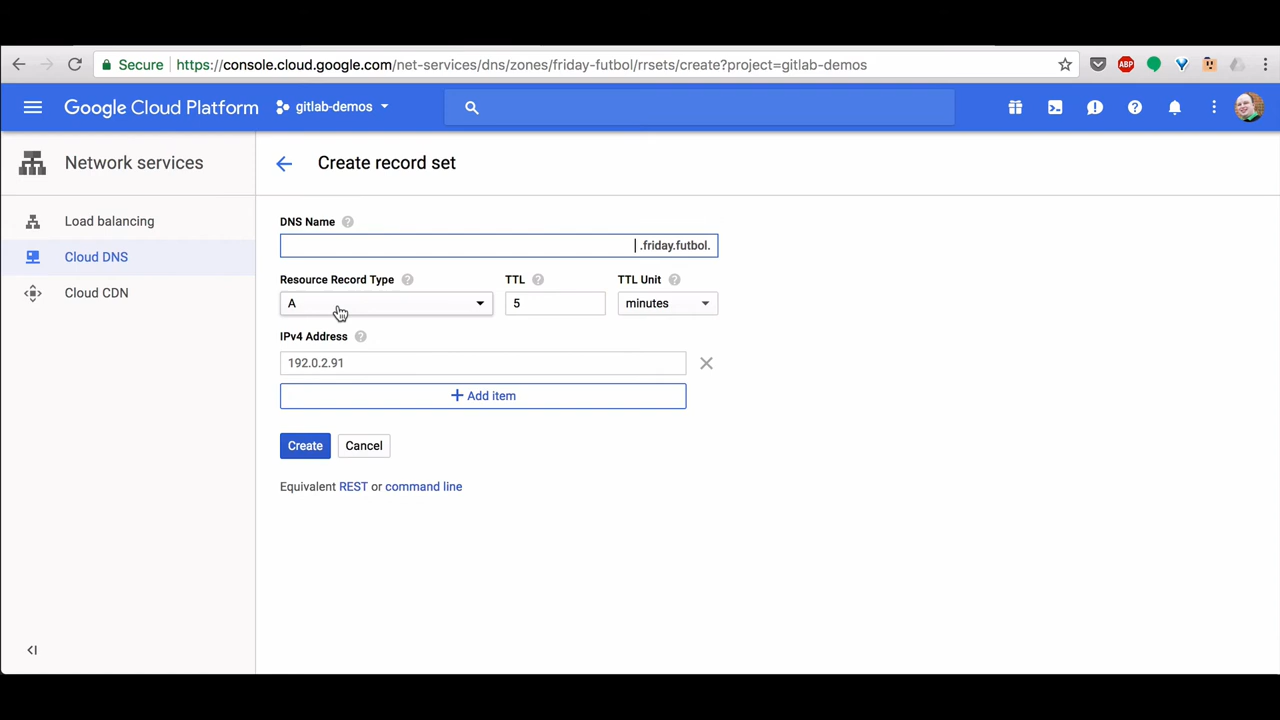 Secure https://console.cloud.google.com/net-services/dns/zones/friday-futbol/rrsets/create?project=gitlab-demos
ABP
Google Cloud Platform gitlab-demos
Network services
Create record set
Load balancing
Cloud DNS
Cloud CDN
DNS Name
.friday.futbol.
Resource Record Type TTL TTL Unit
A 5 minutes
IPv4 Address
192.0.2.91
+ Add item
Create Cancel
Equivalent REST or command line